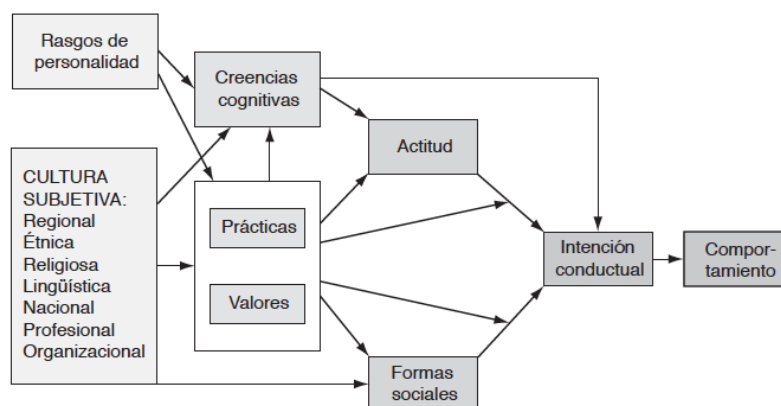 Rasgos de
personalidad
Creencias
cognitivas
Actitud
CULTURA
SUBJETIVA:
Regional
Étnica
Religiosa
Lingüística
Nacional
Profesional
Organizacional
Prácticas
Valores
Intención
conductual
Compor-
tamiento
Formas
sociales